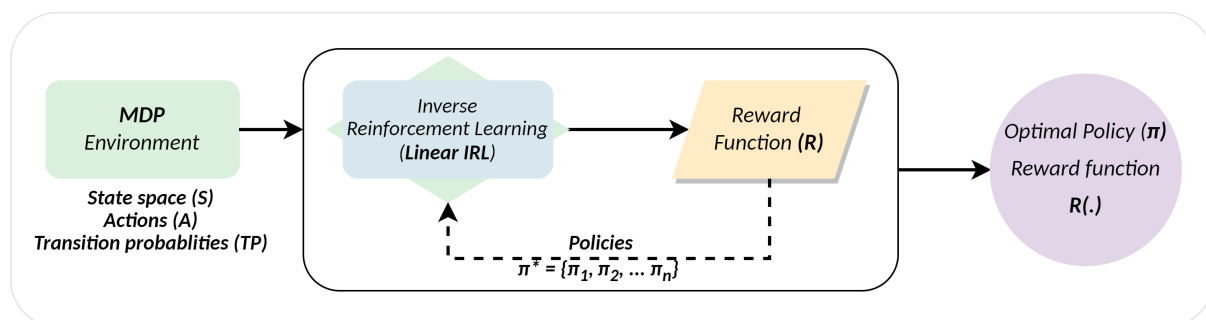 MDP
Environment
State space (S)
Actions (A)
Transition probablities (TP)
Inverse
Reinforcement Learning
(Linear IRL)
Reward
Function (R)
Policies
π* = {π1, π2, ... πn}
Optimal Policy (π)
Reward function
R(.)